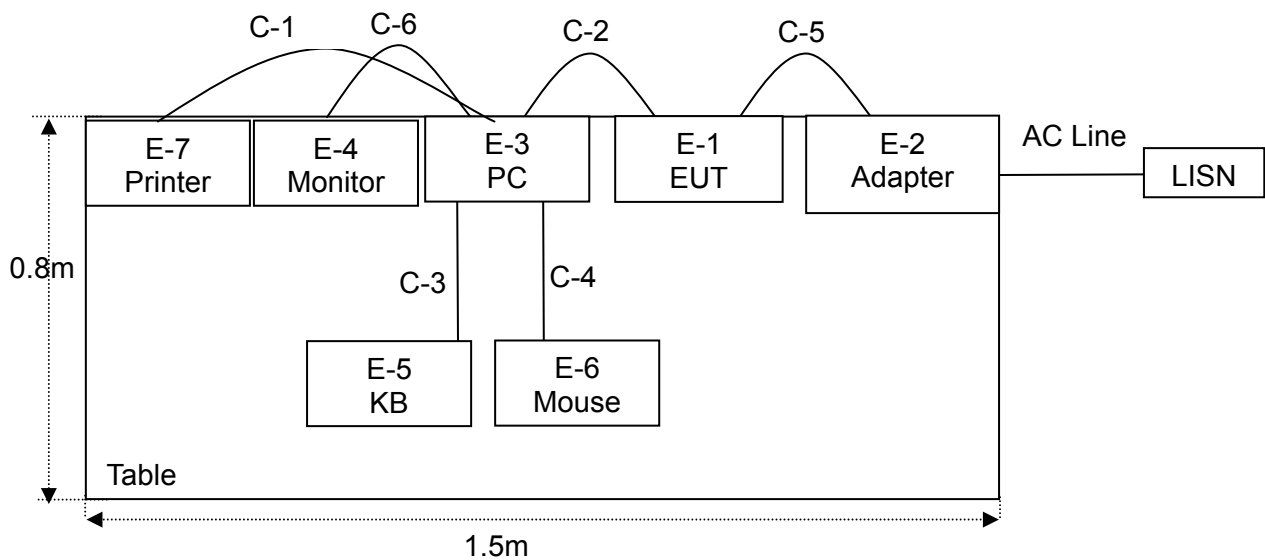 C-1
C-6
C-2
C-5
E-7
Printer
E-4
Monitor
E-3
PC
E-1
EUT
E-2
Adapter
AC Line
LISN
0.8m
C-3
C-4
E-5
KB
E-6
Mouse
Table
1.5m